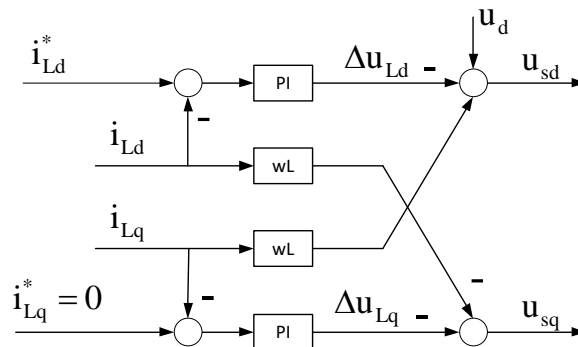 i*Ld
PI
ΔuLd
-
ud
usd
-
iLd
wL
iLq
wL
-
i*Lq = 0
-
PI
ΔuLq
-
usq